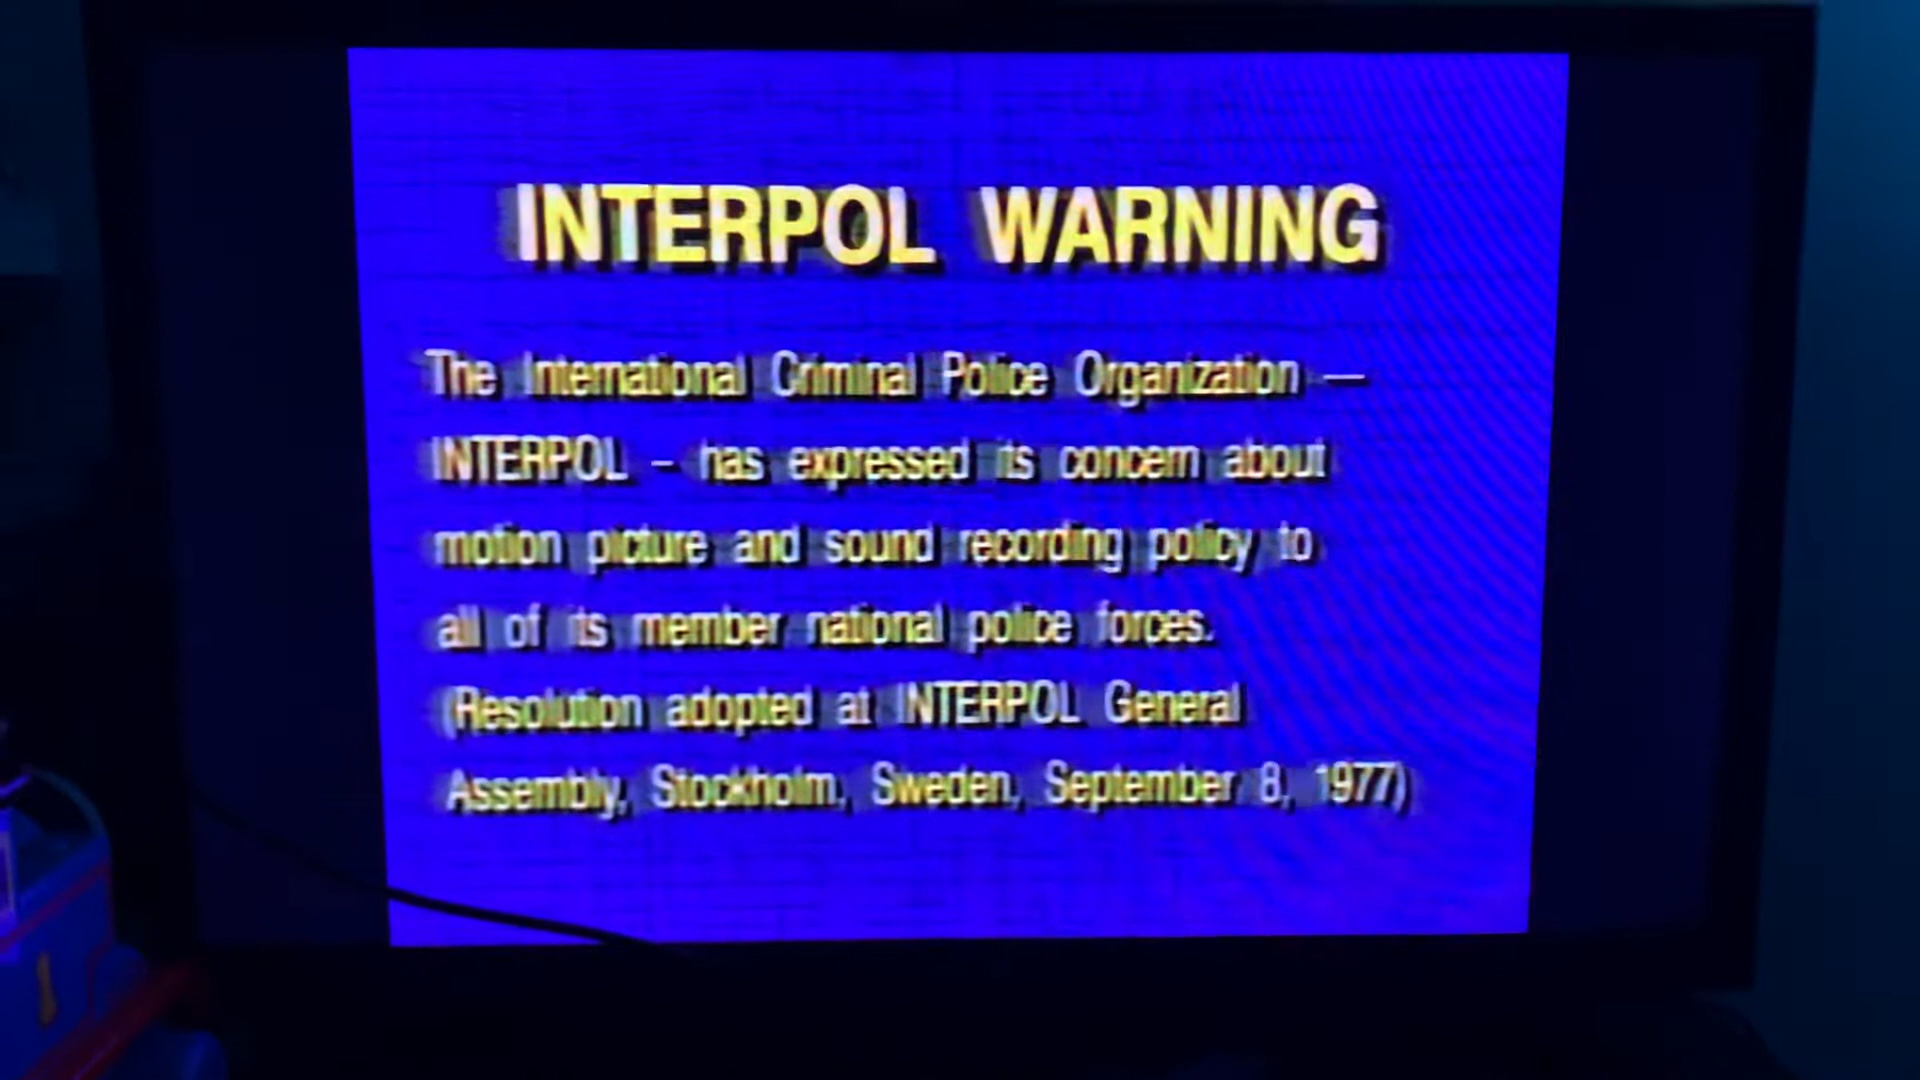 INTERPOL WARNING
The International Criminal Police Organization —
INTERPOL – has expressed its concern about
motion picture and sound recording policy to
all of its member national police forces.
(Resolution adopted at INTERPOL General
Assembly, Stockholm, Sweden, September 8, 1977)